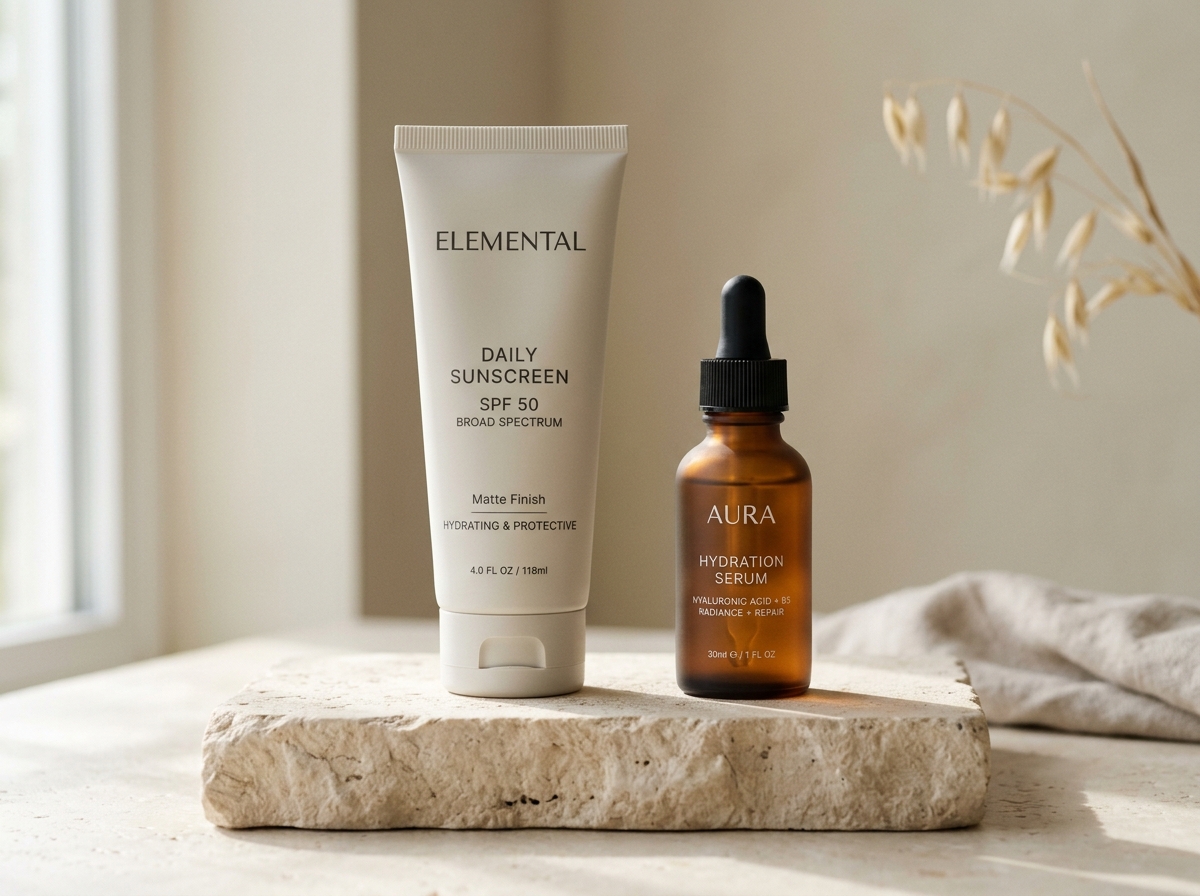 ELEMENTAL
DAILY
SUNSCREEN
SPF 50
BROAD SPECTRUM
Matte Finish
HYDRATING & PROTECTIVE
4.0 FL OZ / 118ml
AURA
HYDRATION
SERUM
HYALURONIC ACID + B5
RADIANCE + REPAIR
30ml ℮ / 1 FL OZ